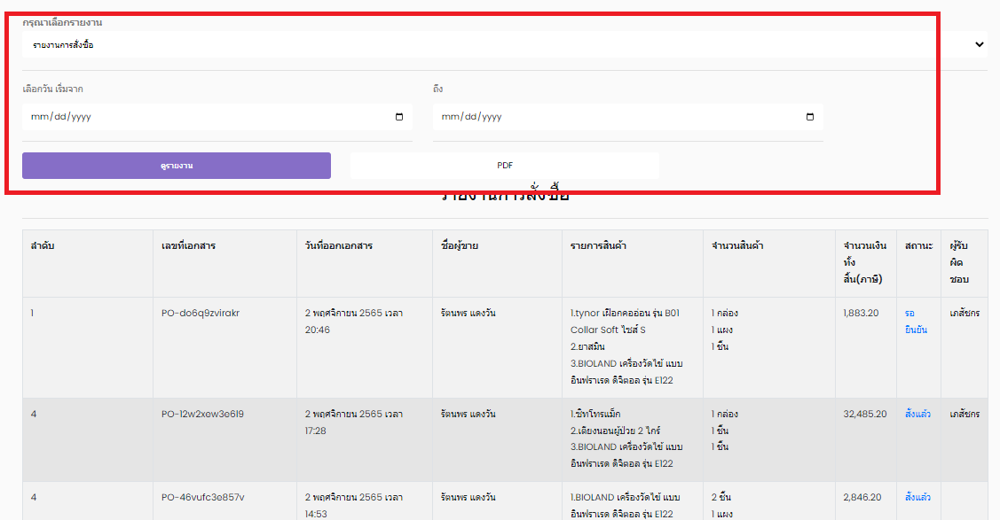 กรุณาเลือกรายงาน
รายงานการสั่งซื้อ
เลือกวัน เริ่มจาก
ถึง
mm/dd/yyyy
mm/dd/yyyy
ดูรายงาน
PDF
รายงานการสั่งซื้อ
ลำดับ
เลขที่เอกสาร
วันที่ออกเอกสาร
ชื่อผู้ขาย
รายการสินค้า
จำนวนสินค้า
จำนวนเงิน
ทั้ง
สิ้น(ภาษี)
สถานะ
ผู้รับ
ผิด
ชอบ
1
PO-do6q9zvirakr
2 พฤศจิกายน 2565 เวลา
20:46
รัตนพร แดงวัน
1.tynor เฝือกคออ่อน รุ่น B01
Collar Soft ไซส์ S
2.ยาสมิน
3.BIOLAND เครื่องวัดไข้ แบบ
อินฟราเรด ดิจิตอล รุ่น E122
1 กล่อง
1 แผง
1 ชิ้น
1,883.20
รอ
ยืนยัน
เภสัชกร
4
PO-12w2xew3e6l9
2 พฤศจิกายน 2565 เวลา
17:28
รัตนพร แดงวัน
1.ซิทโทรแม็ก
2.เตียงนอนผู้ป่วย 2 ไกร์
3.BIOLAND เครื่องวัดไข้ แบบ
อินฟราเรด ดิจิตอล รุ่น E122
1 กล่อง
1 ชิ้น
1 ชิ้น
32,485.20
สั่งแล้ว
เภสัชกร
4
PO-46vufc3e857v
2 พฤศจิกายน 2565 เวลา
14:53
รัตนพร แดงวัน
1.BIOLAND เครื่องวัดไข้ แบบ
อินฟราเรด ดิจิตอล รุ่น E122
2 ชิ้น
1 แผง
2,846.20
สั่งแล้ว